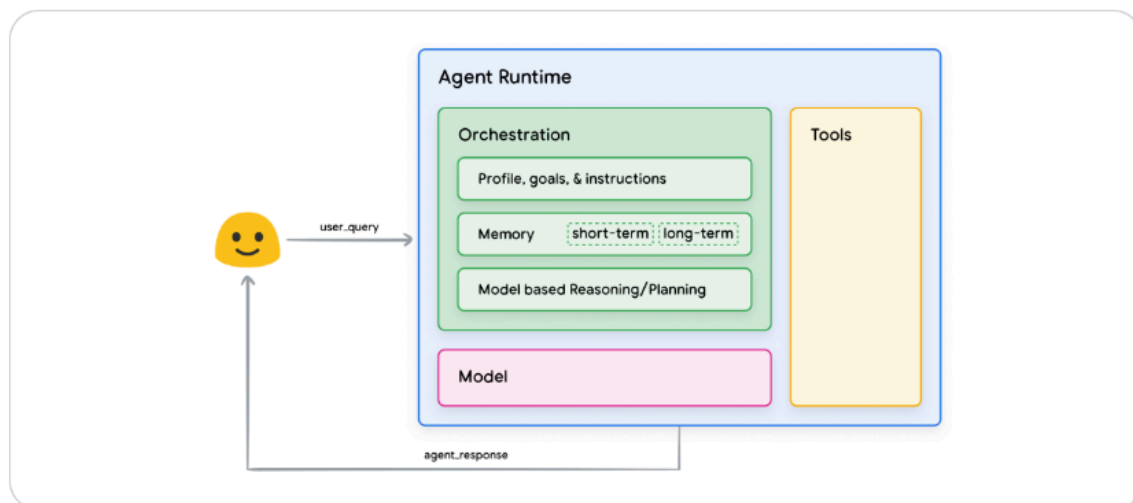 Agent Runtime
Orchestration
Tools
Profile, goals, & instructions
user_query
Memory short-term long-term
Model based Reasoning/Planning
Model
agent_response